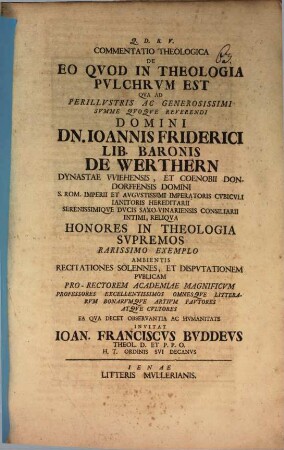 Q. D. B. V.
COMMENTATIO THEOLOGICA
DE
EO QVOD IN THEOLOGIA
PVLCHRVM EST
QVA AD
PERILLVSTRIS AC GENEROSISSIMI
SVMME QVOQVE REVERENDI
DOMINI
DN. IOANNIS FRIDERICI
LIB. BARONIS
DE WERTHERN
DYNASTAE VVIEHENSIS, ET COENOBII DON-
DORFFENSIS DOMINI
S. ROM. IMPERII ET AVGVSTISSIMI IMPERATORIS CVBICVLI
IANITORIS HEREDITARII
SERENISSIMIQVE DVCIS SAXO-VINARIENSIS CONSILIARII
INTIMI, RELIQVA
HONORES IN THEOLOGIA
SVPREMOS
RARISSIMO EXEMPLO
AMBIENTIS
RECITATIONES SOLENNES, ET DISPVTATIONEM
PVBLICAM
PRO-RECTOREM ACADEMIAE MAGNIFICVM
PROFESSORES EXCELLENTISSIMOS OMNESQVE LITTERA-
RVM BONARVMQVE ARTIVM FAVTORES
ATQVE CVLTORES
EA QVA DECET OBSERVANTIA AC HVMANITATE
INVITAT
IOAN. FRANCISCVS BVDDEVS
THEOL. D. ET P. P. O.
H. T. ORDINIS SVI DECANVS
IENAE
LITTERIS MVLLERIANIS.